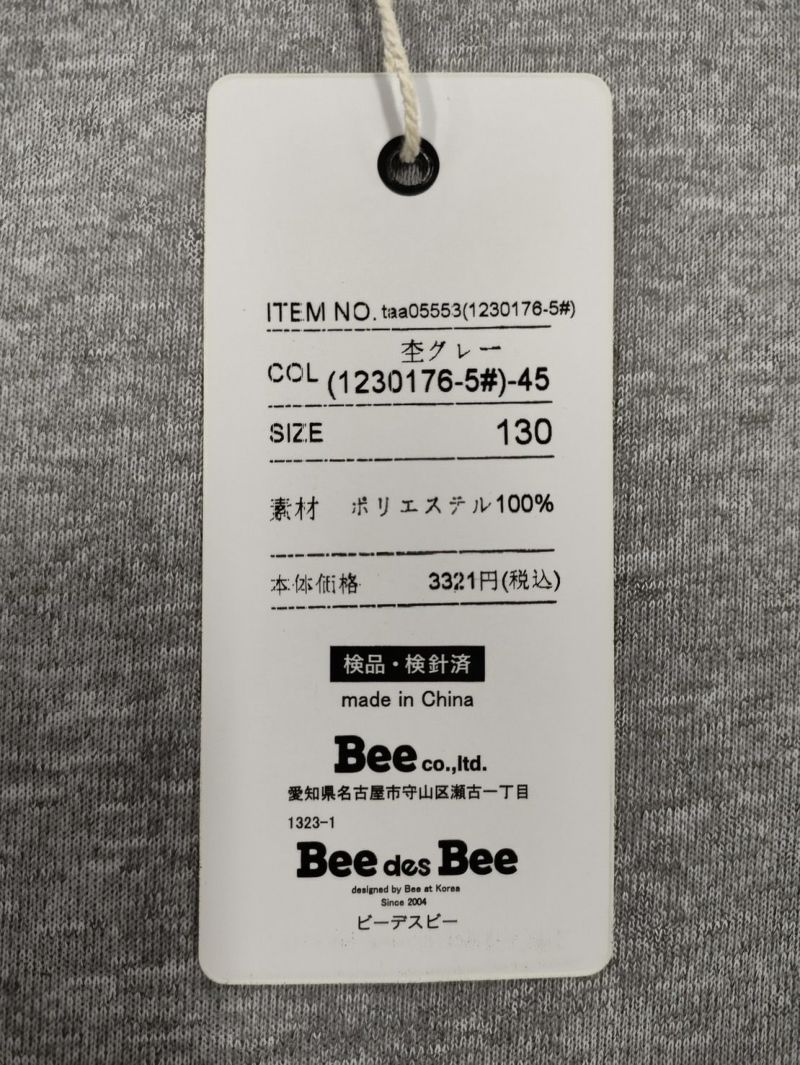 ITEM NO. taa05553(1230176-5#)
杢グレー
COL (1230176-5#)-45
SIZE 130
素材 ポリエステル100%
本体価格 3321円(税込)
検品・検針済
made in China
Bee co.,ltd.
愛知県名古屋市守山区瀬古一丁目
1323-1
Bee des Bee
designed by Bee at Korea
Since 2004
ビーデスビー